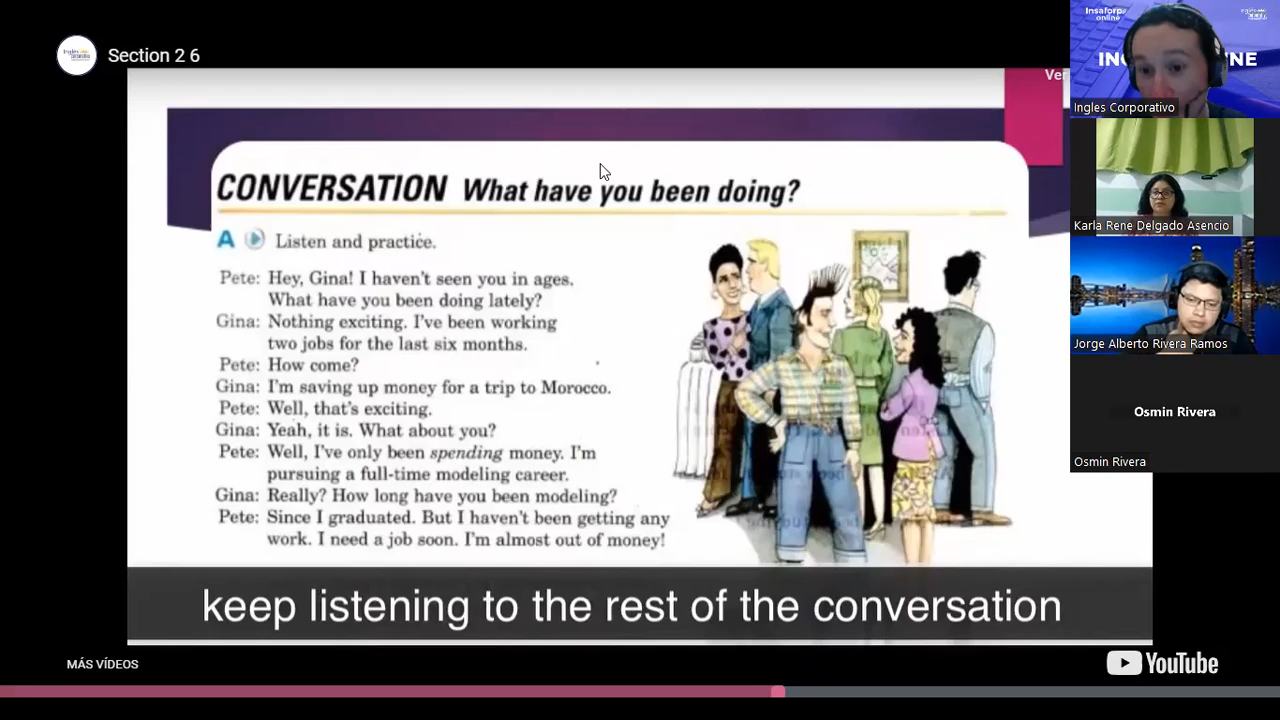 Section 2 6
Ver
CONVERSATION What have you been doing?
A Listen and practice.
Pete: Hey, Gina! I haven't seen you in ages.
What have you been doing lately?
Gina: Nothing exciting. I've been working
two jobs for the last six months.
Pete: How come?
Gina: I'm saving up money for a trip to Morocco.
Pete: Well, that's exciting.
Gina: Yeah, it is. What about you?
Pete: Well, I've only been spending money. I'm
pursuing a full-time modeling career.
Gina: Really? How long have you been modeling?
Pete: Since I graduated. But I haven't been getting any
work. I need a job soon. I'm almost out of money!
keep listening to the rest of the conversation
MÁS VÍDEOS
YouTube
Insaforp
online
Ingles Corporativo
Karla Rene Delgado Asencio
Jorge Alberto Rivera Ramos
Osmin Rivera
Osmin Rivera